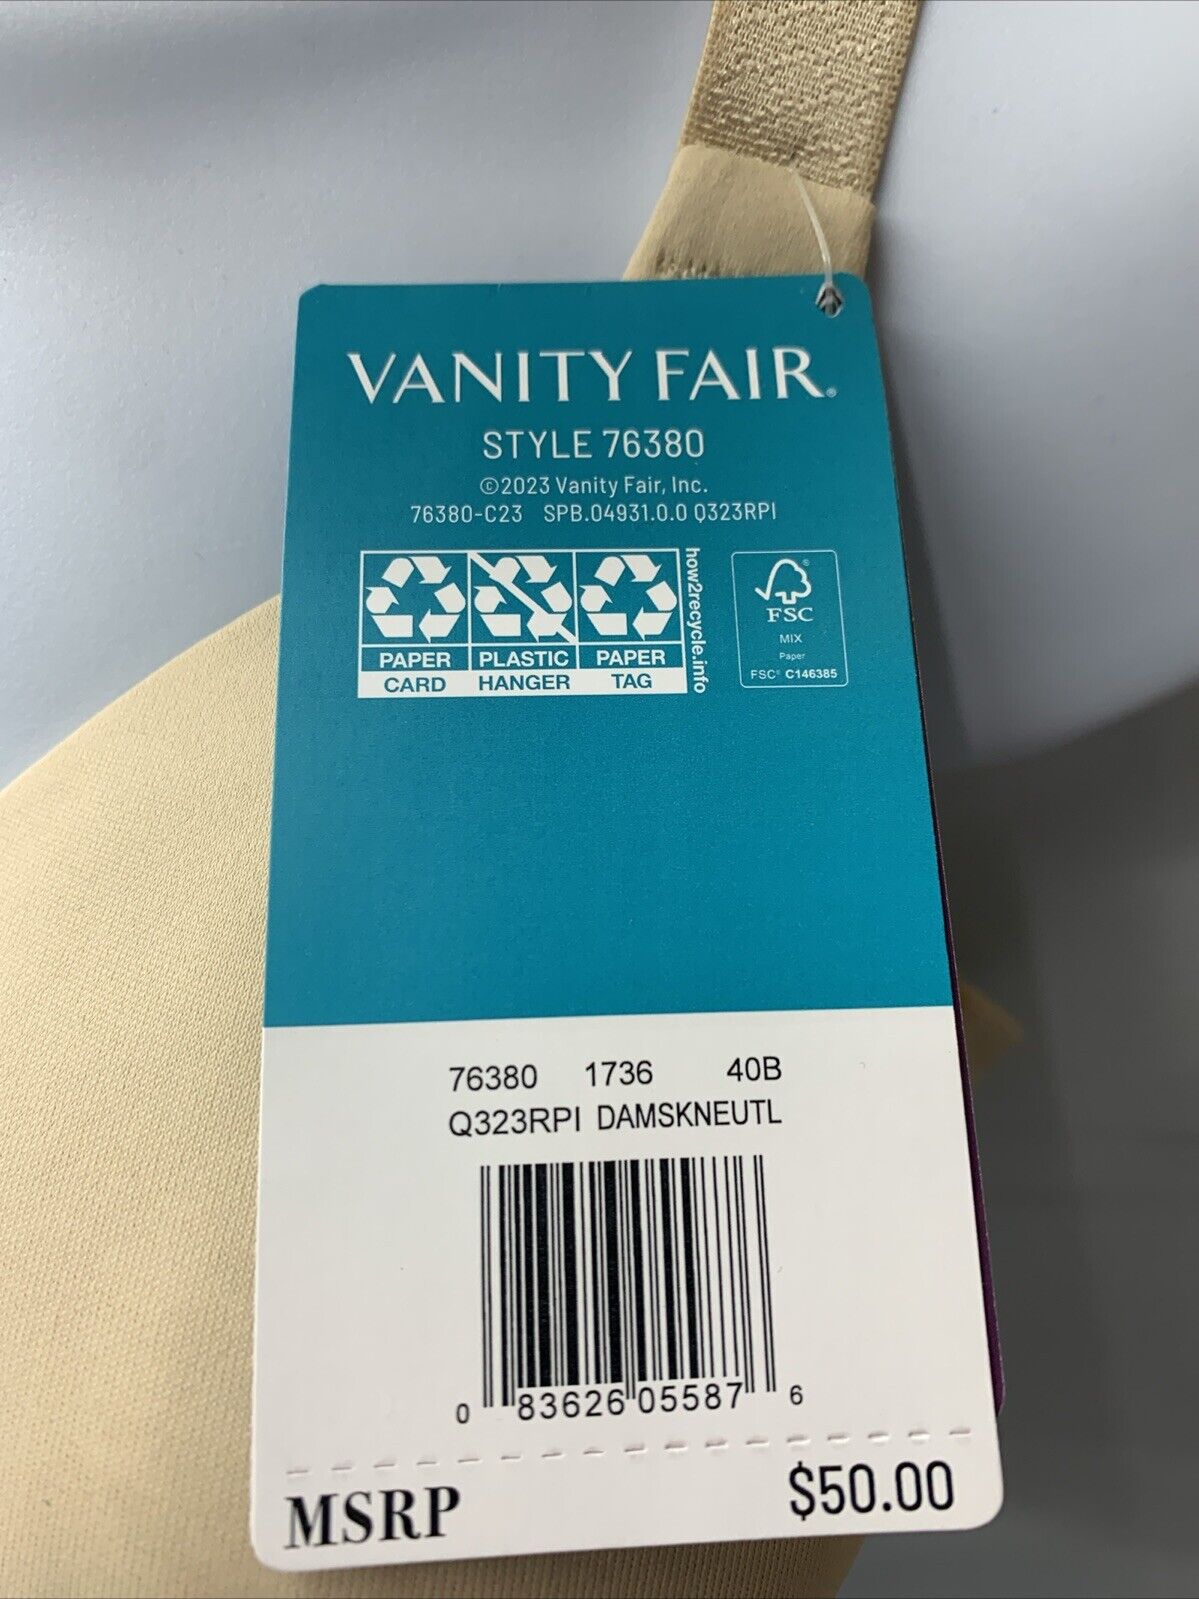 VANITY FAIR®
STYLE 76380
©2023 Vanity Fair, Inc.
76380-C23 SPB.04931.0.0 Q323RPI
PAPER PLASTIC PAPER
CARD HANGER TAG
how2recycle.info
FSC®
MIX
Paper
FSC® C146385
76380 1736 40B
Q323RPI DAMSKNEUTL
0 83626 05587 6
MSRP $50.00